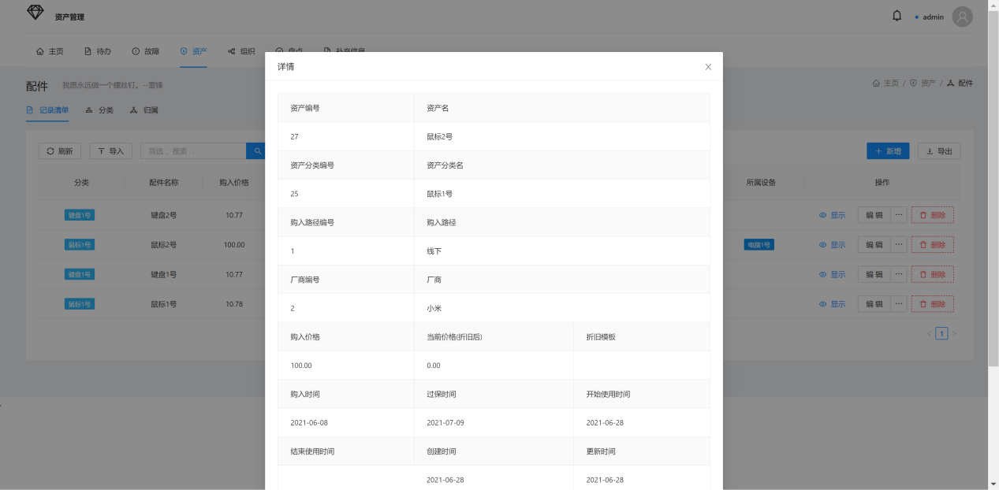 资产管理
admin
主页 待办 故障 资产 组织 盘点 补充信息
配件 我愿永远做一个螺丝钉。--雷锋
主页 / 资产 / 配件
记录清单 分类 归属
刷新 导入 筛选，搜索 ...
新增 导出
分类 配件名称 购入价格 所属设备 操作
键盘1号 键盘2号 10.77 显示 编辑 ... 删除
鼠标1号 鼠标2号 100.00 电脑1号 显示 编辑 ... 删除
键盘1号 键盘1号 10.77 显示 编辑 ... 删除
鼠标1号 鼠标1号 10.78 显示 编辑 ... 删除
1
详情
资产编号 资产名
27 鼠标2号
资产分类编号 资产分类名
25 鼠标1号
购入路径编号 购入路径
1 线下
厂商编号 厂商
2 小米
购入价格 当前价格(折旧后) 折旧模板
100.00 0.00
购入时间 过保时间 开始使用时间
2021-06-08 2021-07-09 2021-06-28
结束使用时间 创建时间 更新时间
2021-06-28 2021-06-28